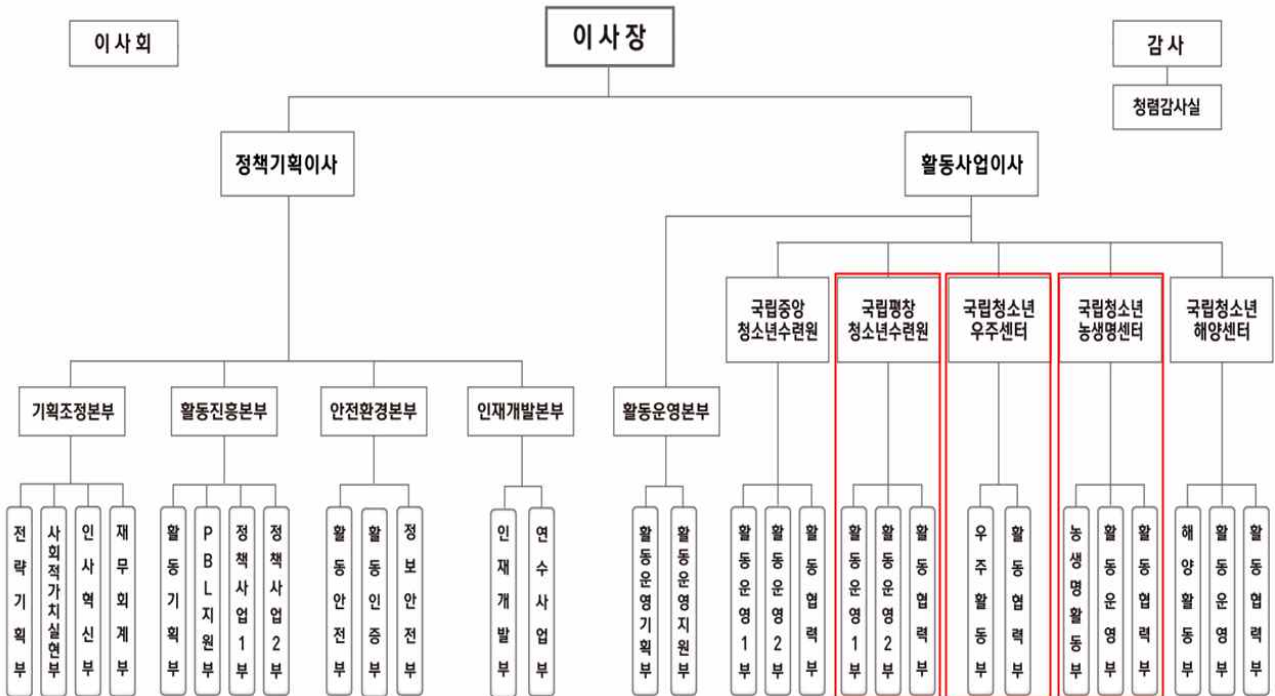 이사회
이사장
감사
청렴감사실
정책기획이사
활동사업이사
국립중앙
청소년수련원
국립평창
청소년수련원
국립청소년
우주센터
국립청소년
농생명센터
국립청소년
해양센터
기획조정본부
활동진흥본부
안전환경본부
인재개발본부
활동운영본부
전략기획부
사회적가치실현부
인사혁신부
재무회계부
활동기획부
PBL지원부
정책사업1부
정책사업2부
활동안전부
활동인증부
정보안전부
인재개발부
연수사업부
활동운영기획부
활동운영지원부
활동운영1부
활동운영2부
활동협력부
활동운영1부
활동운영2부
활동협력부
우주활동부
활동협력부
농생명활동부
활동운영부
활동협력부
해양활동부
활동운영부
활동협력부